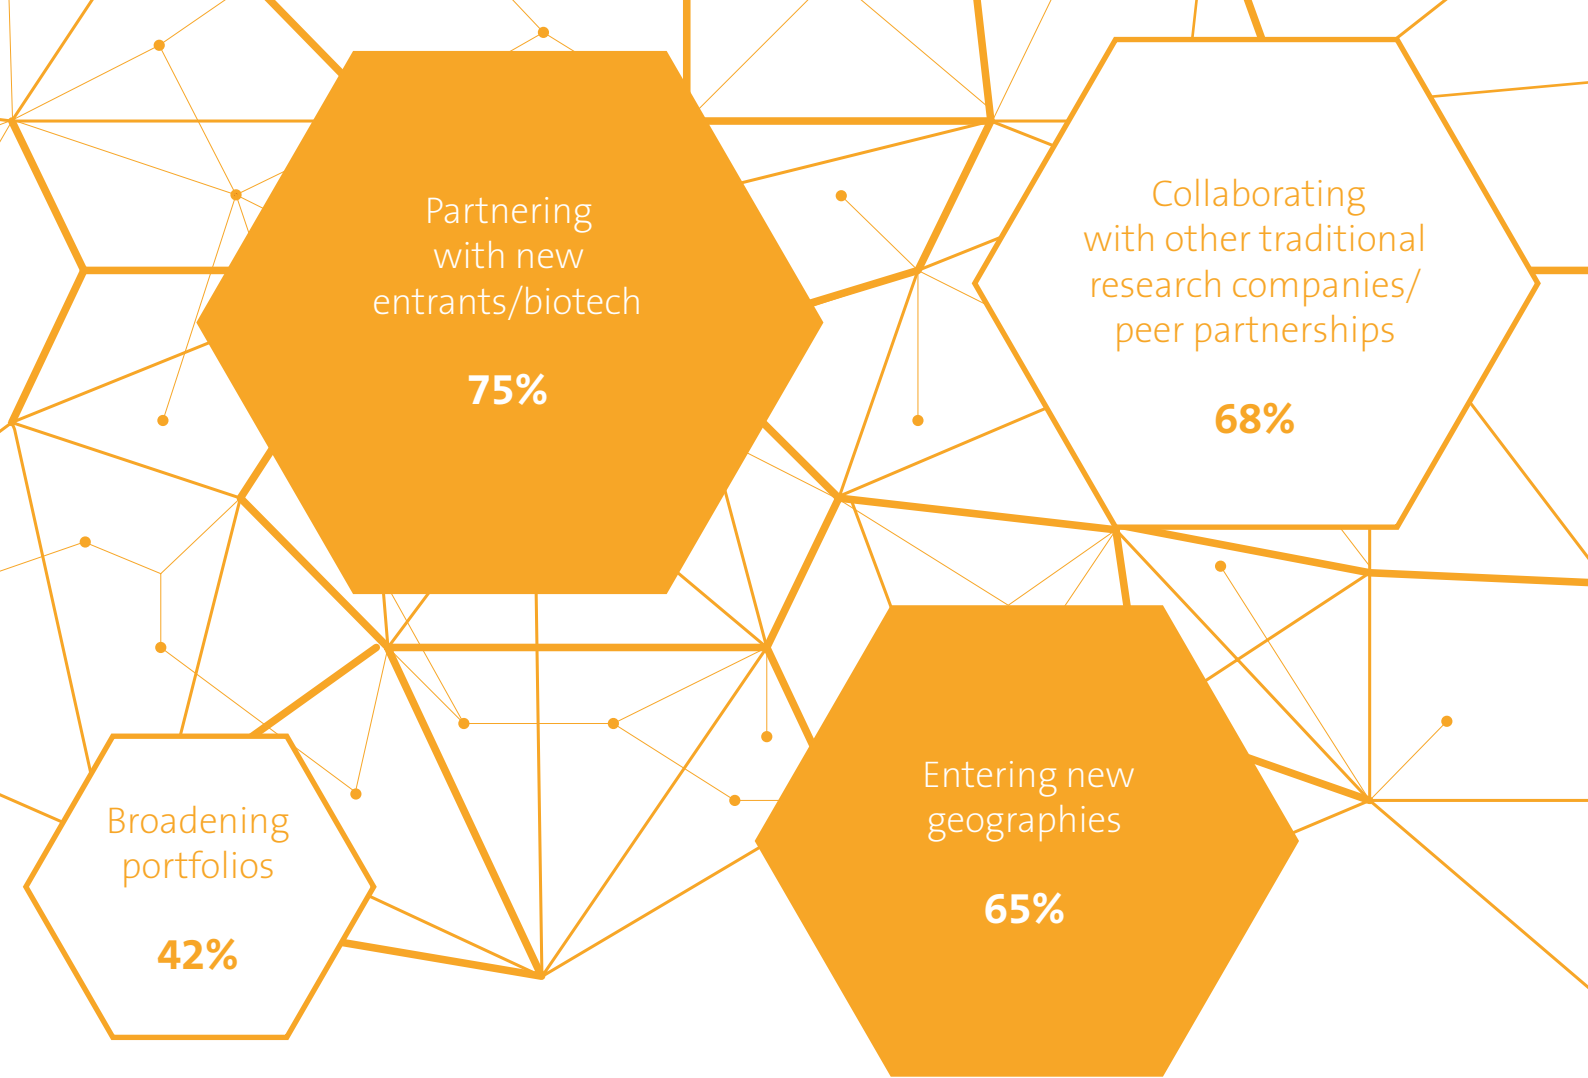 Partnering
with new
entrants/biotech
75%
Collaborating
with other traditional
research companies/
peer partnerships
68%
Broadening
portfolios
42%
Entering new
geographies
65%